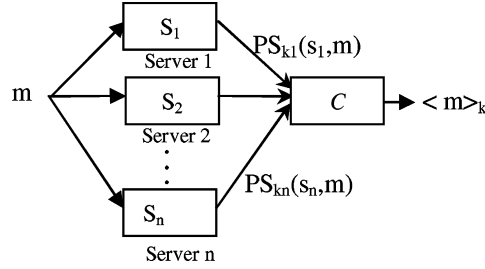 S1
Server 1
PSk1(s1,m)
m
S2
C
< m>k
Server 2
PSkn(sn,m)
Sn
Server n